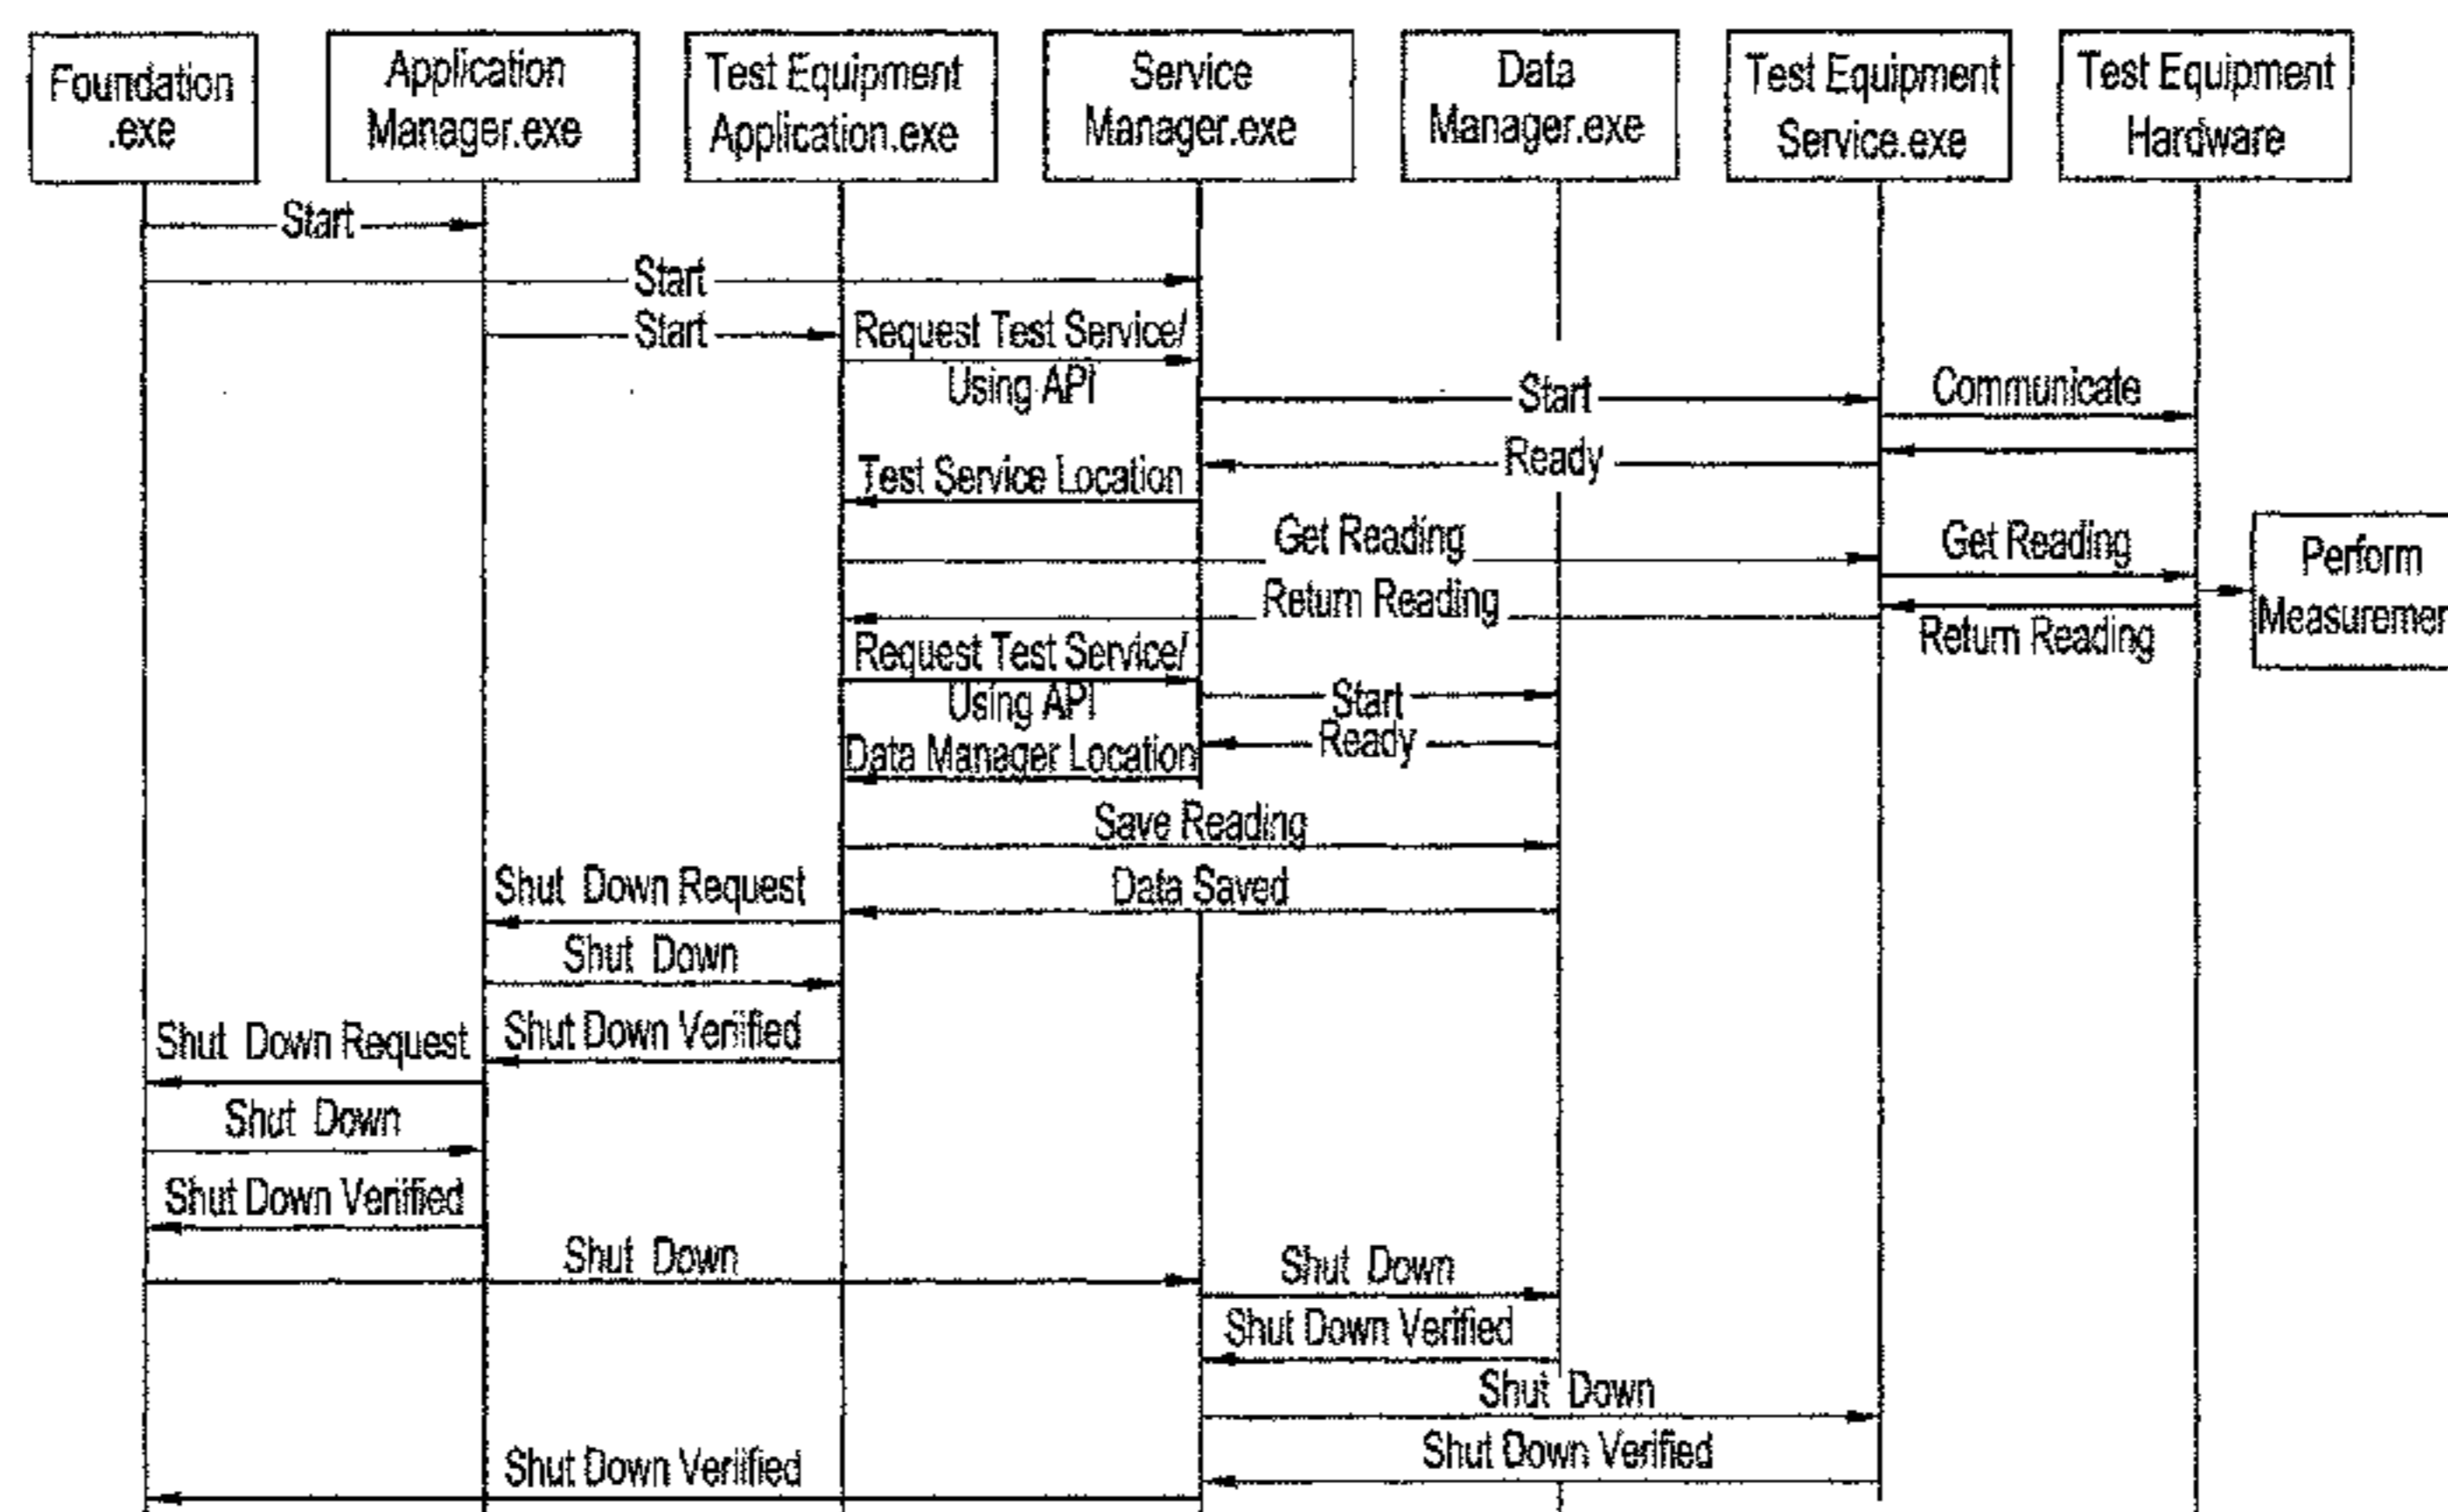 Foundation
.exe
Application
Manager.exe
Test Equipment
Application.exe
Service
Manager.exe
Data
Manager.exe
Test Equipment
Service.exe
Test Equipment
Hardware
Start
Start
Start
Request Test Service/
Using API
Start
Communicate
Ready
Test Service Location
Get Reading
Get Reading
Perform
Measuremen
Return Reading
Return Reading
Request Test Service/
Using API
Start
Ready
Data Manager Location
Save Reading
Shut Down Request
Data Saved
Shut Down
Shut Down Request
Shut Down Verified
Shut Down
Shut Down Verified
Shut Down
Shut Down
Shut Down Verified
Shut Down
Shut Down Verified
Shut Down Verified